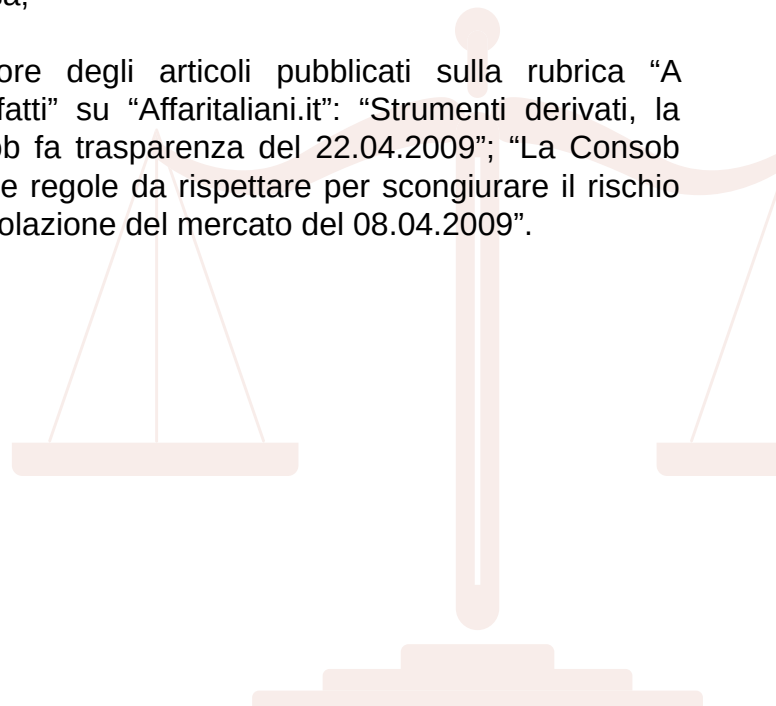 ore degli articoli pubblicati sulla rubrica “A
fatti” su “Affaritaliani.it”: “Strumenti derivati, la
ob fa trasparenza del 22.04.2009”; “La Consob
e regole da rispettare per scongiurare il rischio
olazione del mercato del 08.04.2009”.